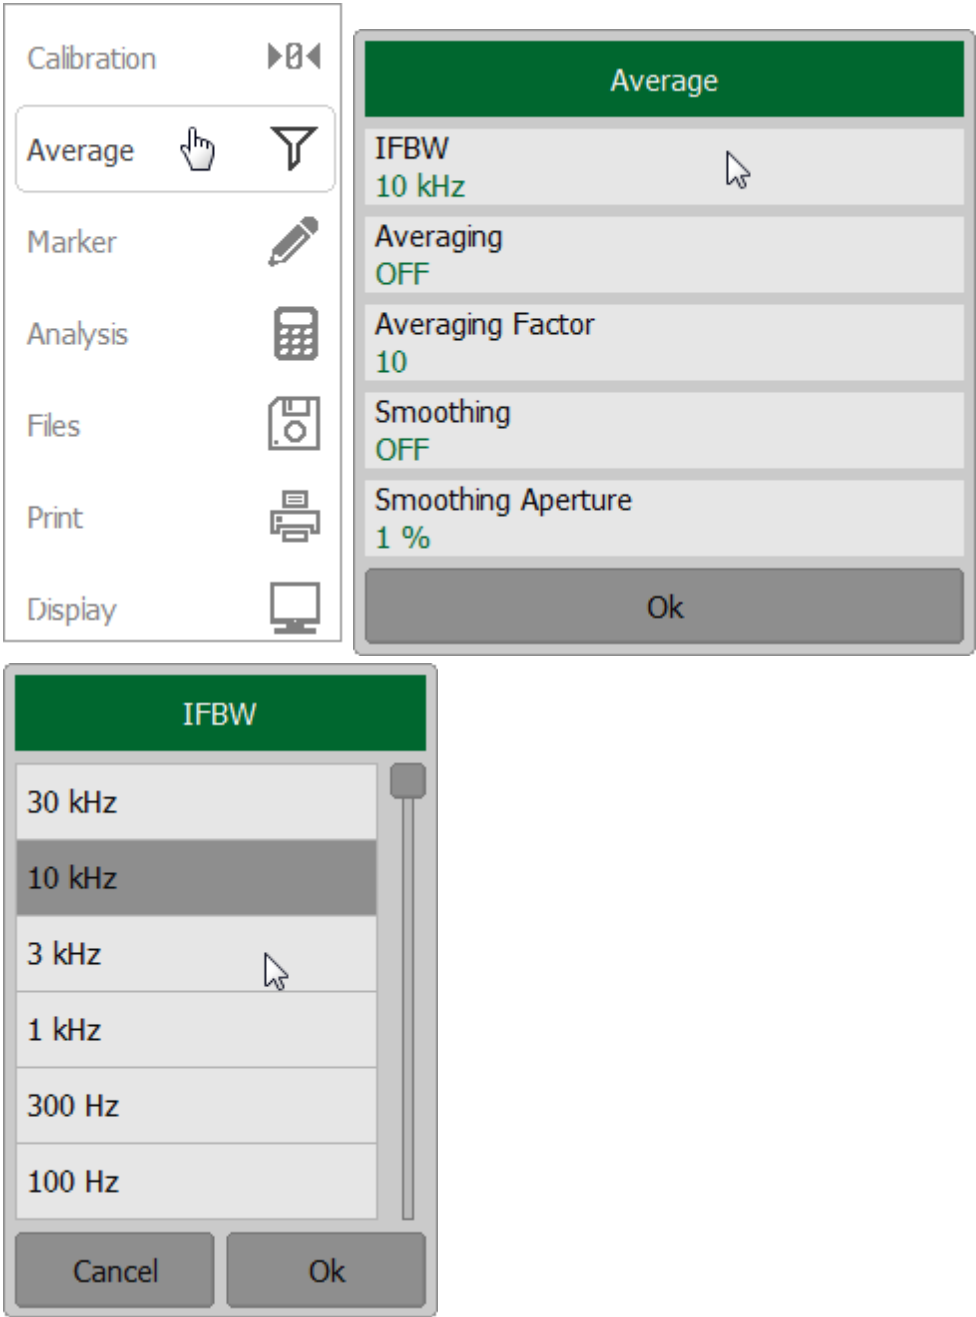 Calibration
Average
Marker
Analysis
Files
Print
Display
Average
IFBW
10 kHz
Averaging
OFF
Averaging Factor
10
Smoothing
OFF
Smoothing Aperture
1 %
Ok
IFBW
30 kHz
10 kHz
3 kHz
1 kHz
300 Hz
100 Hz
Cancel
Ok